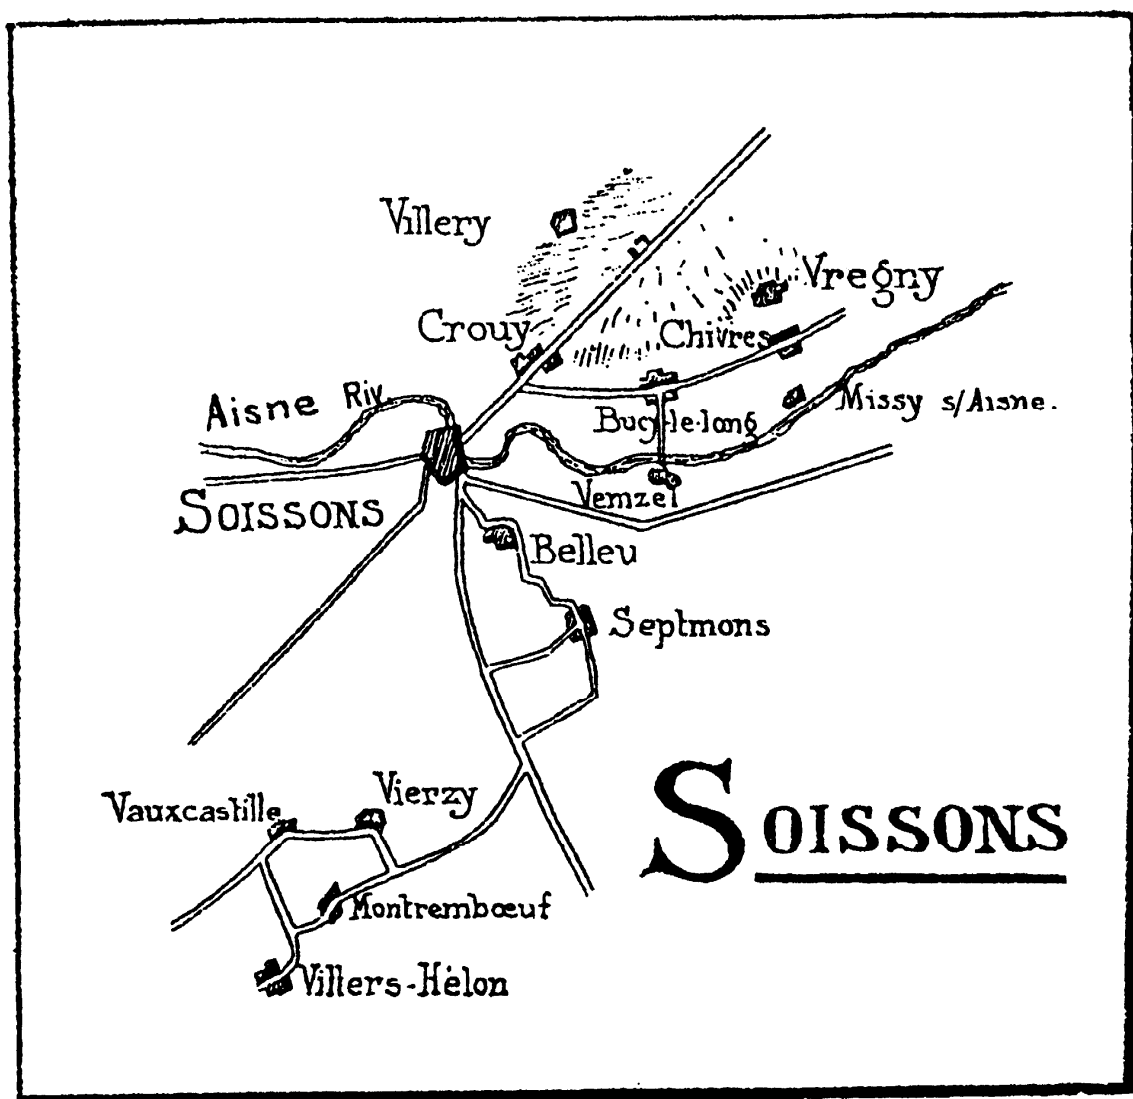 Villery
Vregny
Crouy
Chivres
Aisne Riv.
Missy s/Aisne.
Bucy-le-long
Vemzel
SOISSONS
Belleu
Septmons
Vierzy
Vauxcastille
SOISSONS
Montrembœuf
Villers-Hélon